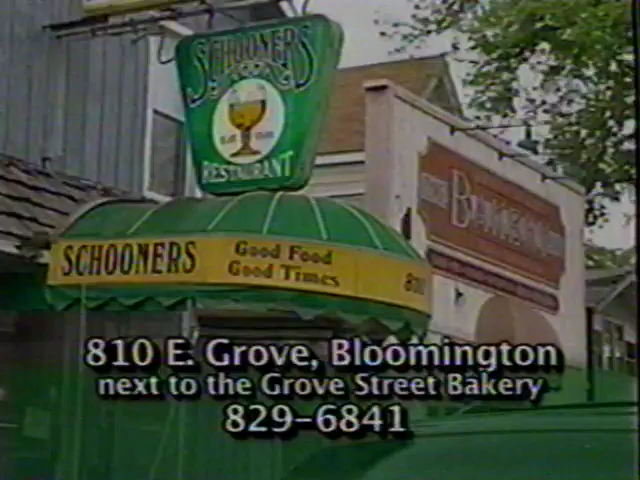 SCHOONERS
RESTAURANT
SCHOONERS
Good Food
Good Times
810
BAKERY
810 E. Grove, Bloomington
next to the Grove Street Bakery
829-6841